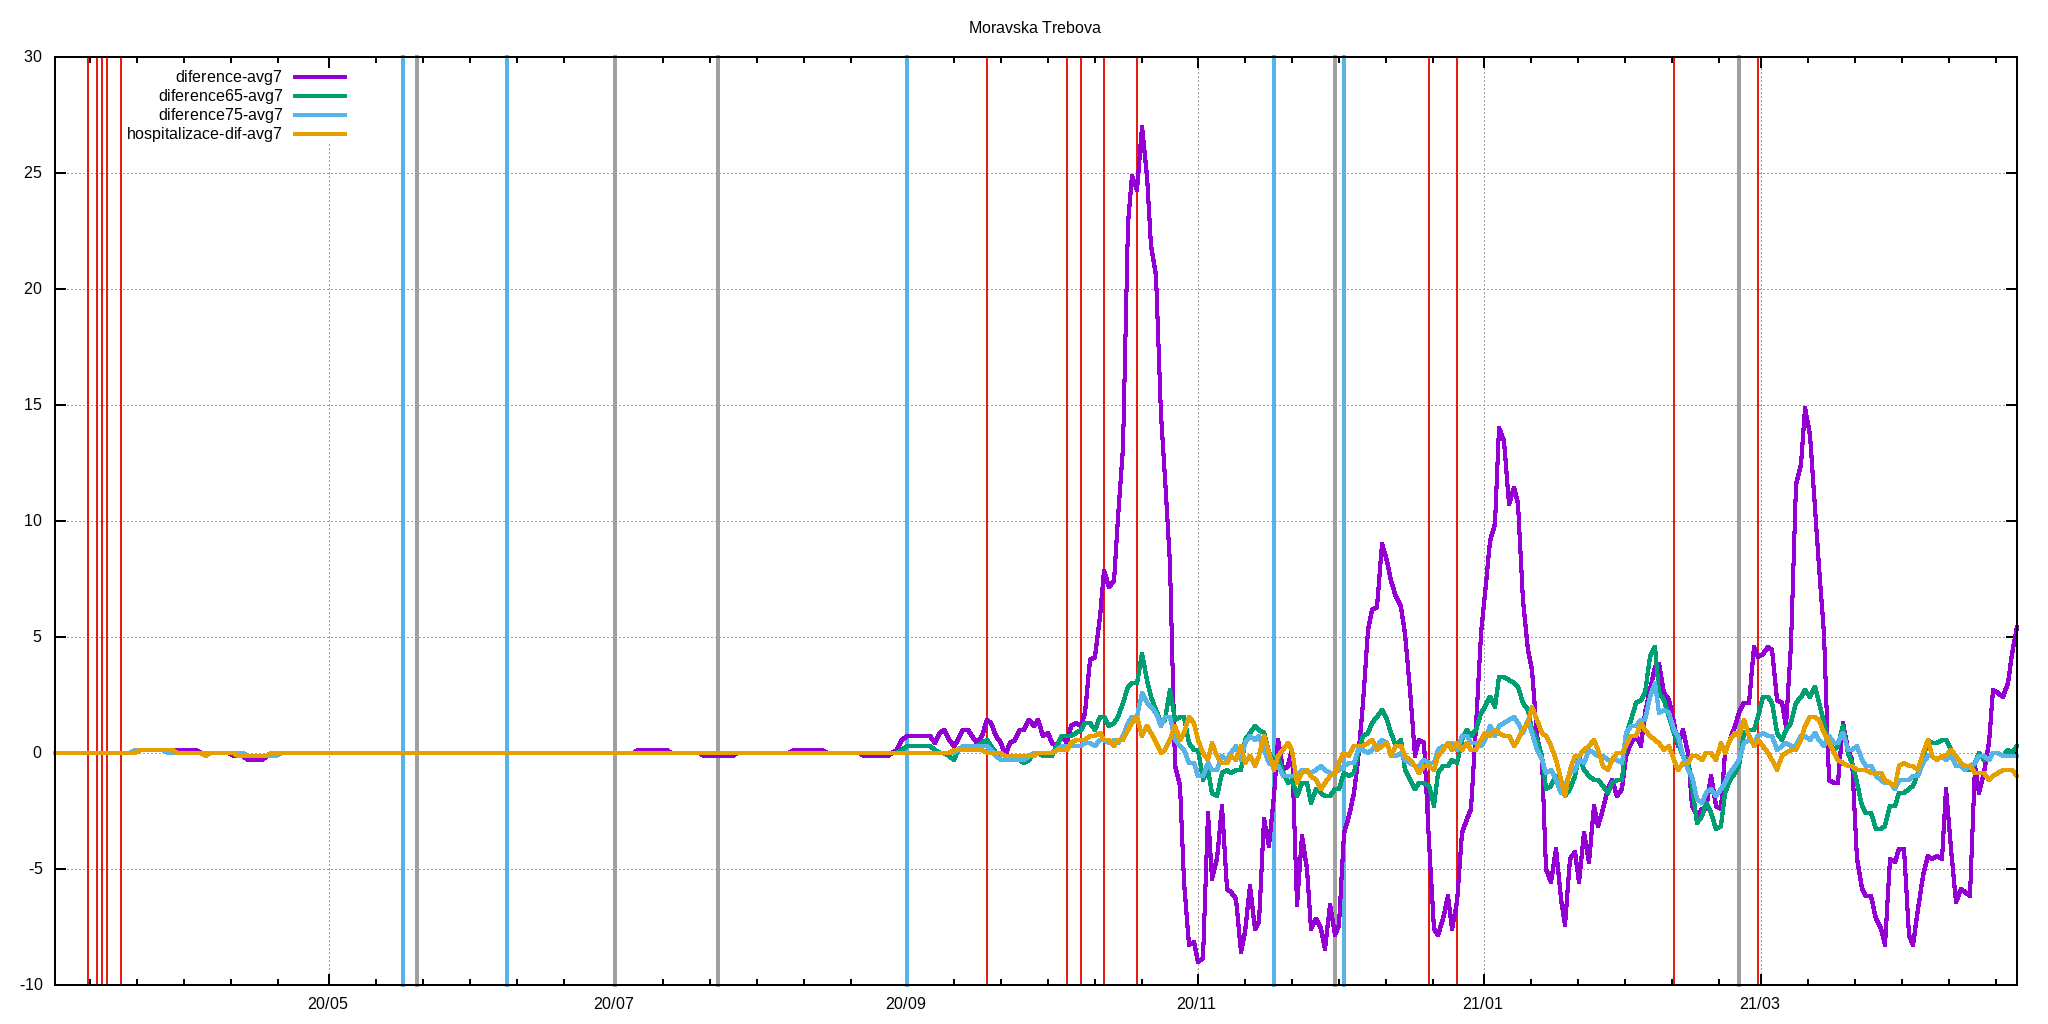 Moravska Trebova
30
diference-avg7
diference65-avg7
diference75-avg7
hospitalizace-dif-avg7
25
20
15
10
5
0
-5
-10
20/05 20/07 20/09 20/11 21/01 21/03